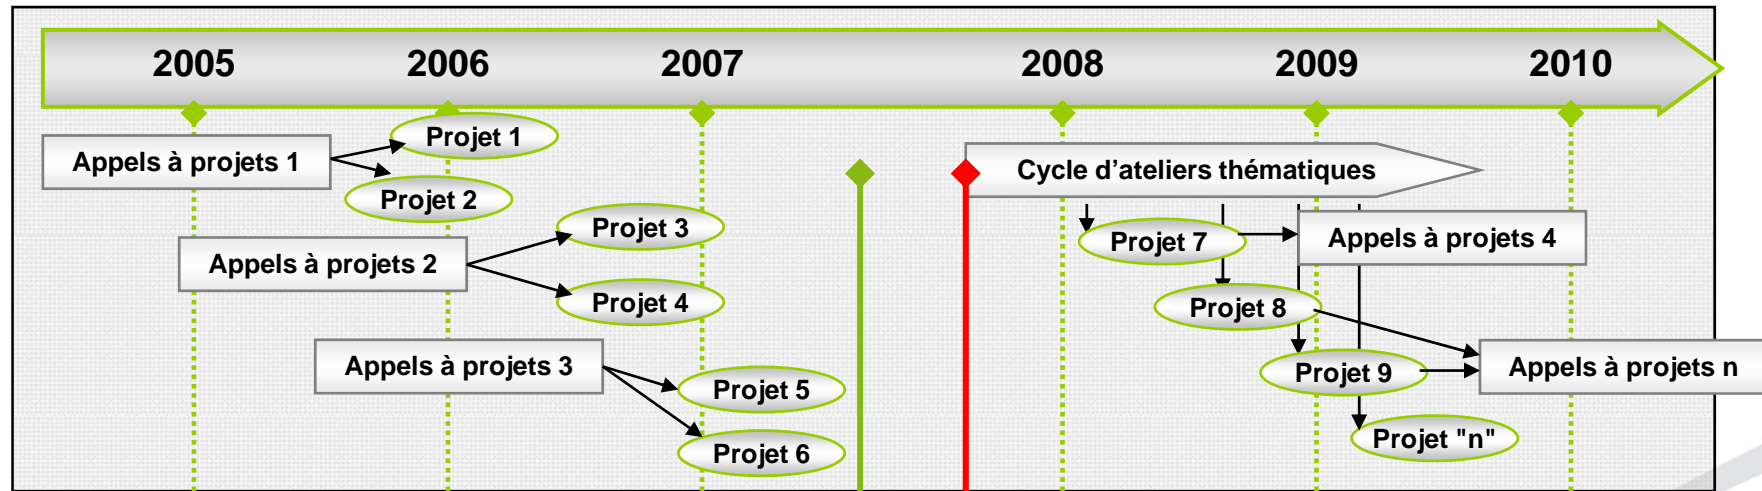 2005 2006 2007 2008 2009 2010
Appels à projets 1
Projet 1
Projet 2
Appels à projets 2
Projet 3
Projet 4
Appels à projets 3
Projet 5
Projet 6
Cycle d’ateliers thématiques
Projet 7
Appels à projets 4
Projet 8
Projet 9
Appels à projets n
Projet "n"